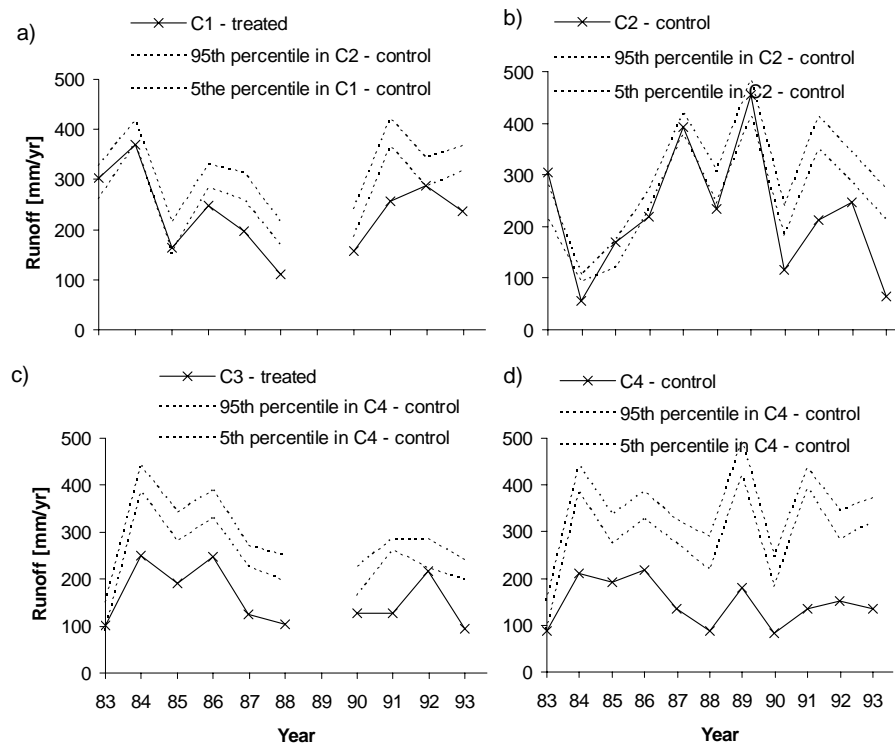 a)
C1 - treated
95th percentile in C2 - control
5the percentile in C1 - control
500
400
300
200
100
0
Runoff [mm/yr]
b)
C2 - control
95th percentile in C2 - control
5th percentile in C2 - control
500
400
300
200
100
0
c)
C3 - treated
95th percentile in C4 - control
5th percentile in C4 - control
500
400
300
200
100
0
Runoff [mm/yr]
83 84 85 86 87 88 89 90 91 92 93
Year
d)
C4 - control
95th percentile in C4 - control
5th percentile in C4 - control
500
400
300
200
100
0
83 84 85 86 87 88 89 90 91 92 93
Year